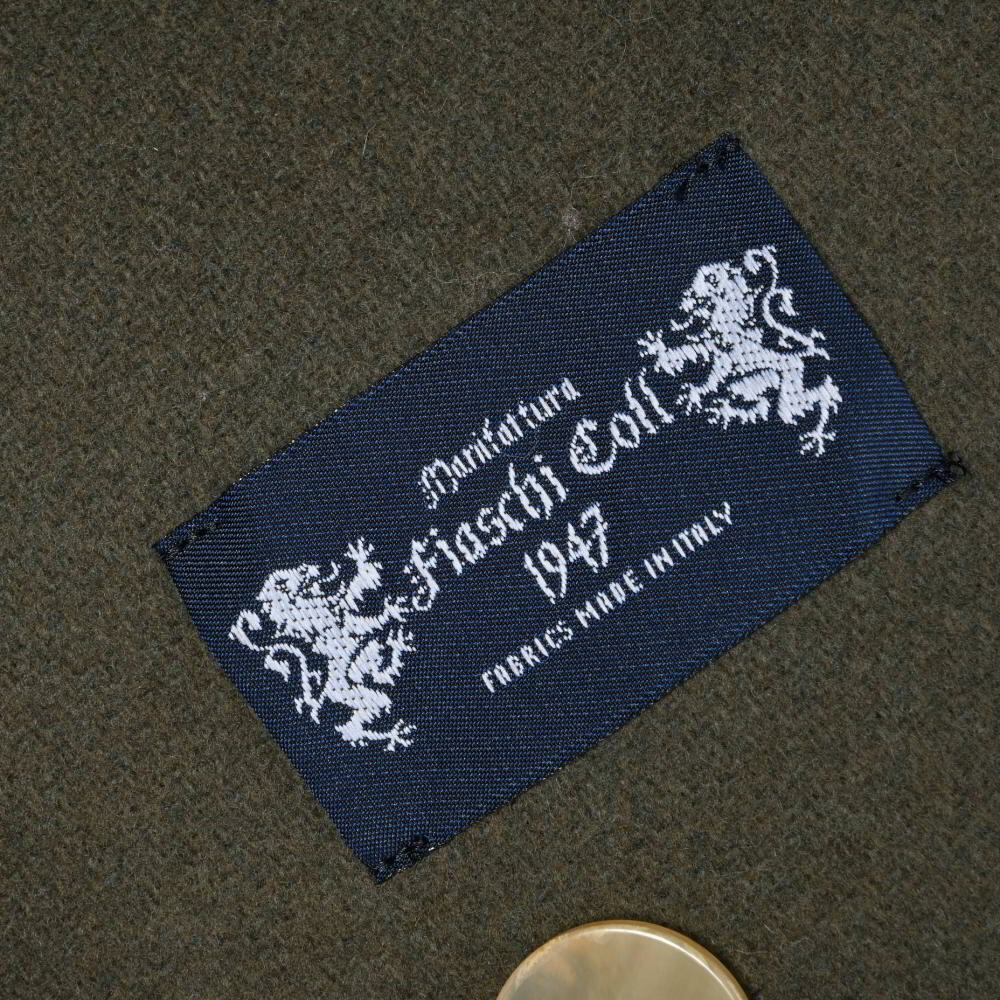 Manifattura
Fiaschi Coll
1947
FABRICS MADE IN ITALY